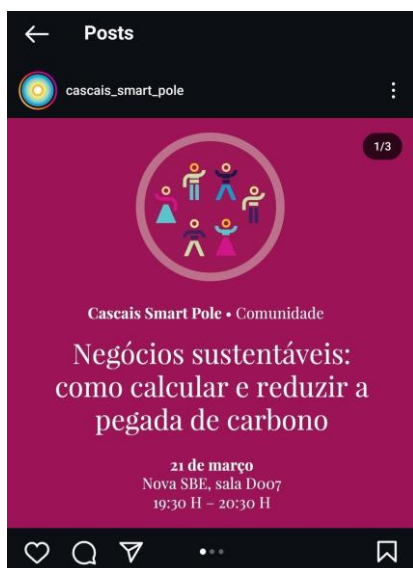 Posts
cascais_smart_pole
1/3
Cascais Smart Pole • Comunidade
Negócios sustentáveis:
como calcular e reduzir a
pegada de carbono
21 de março
Nova SBE, sala D007
19:30 H – 20:30 H